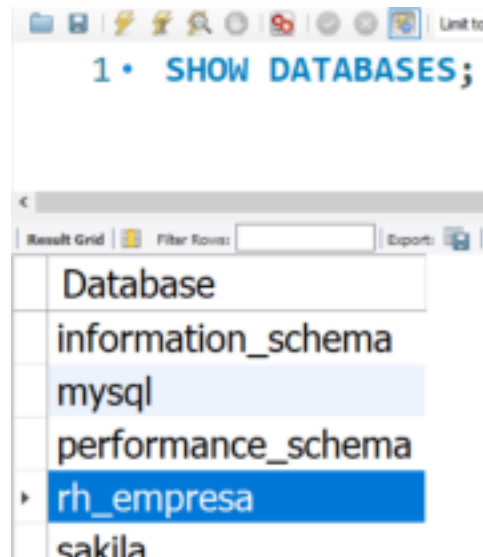 Limit to
1 SHOW DATABASES;
Result Grid Filter Rows: Export:
Database
information_schema
mysql
performance_schema
rh_empresa
sakila